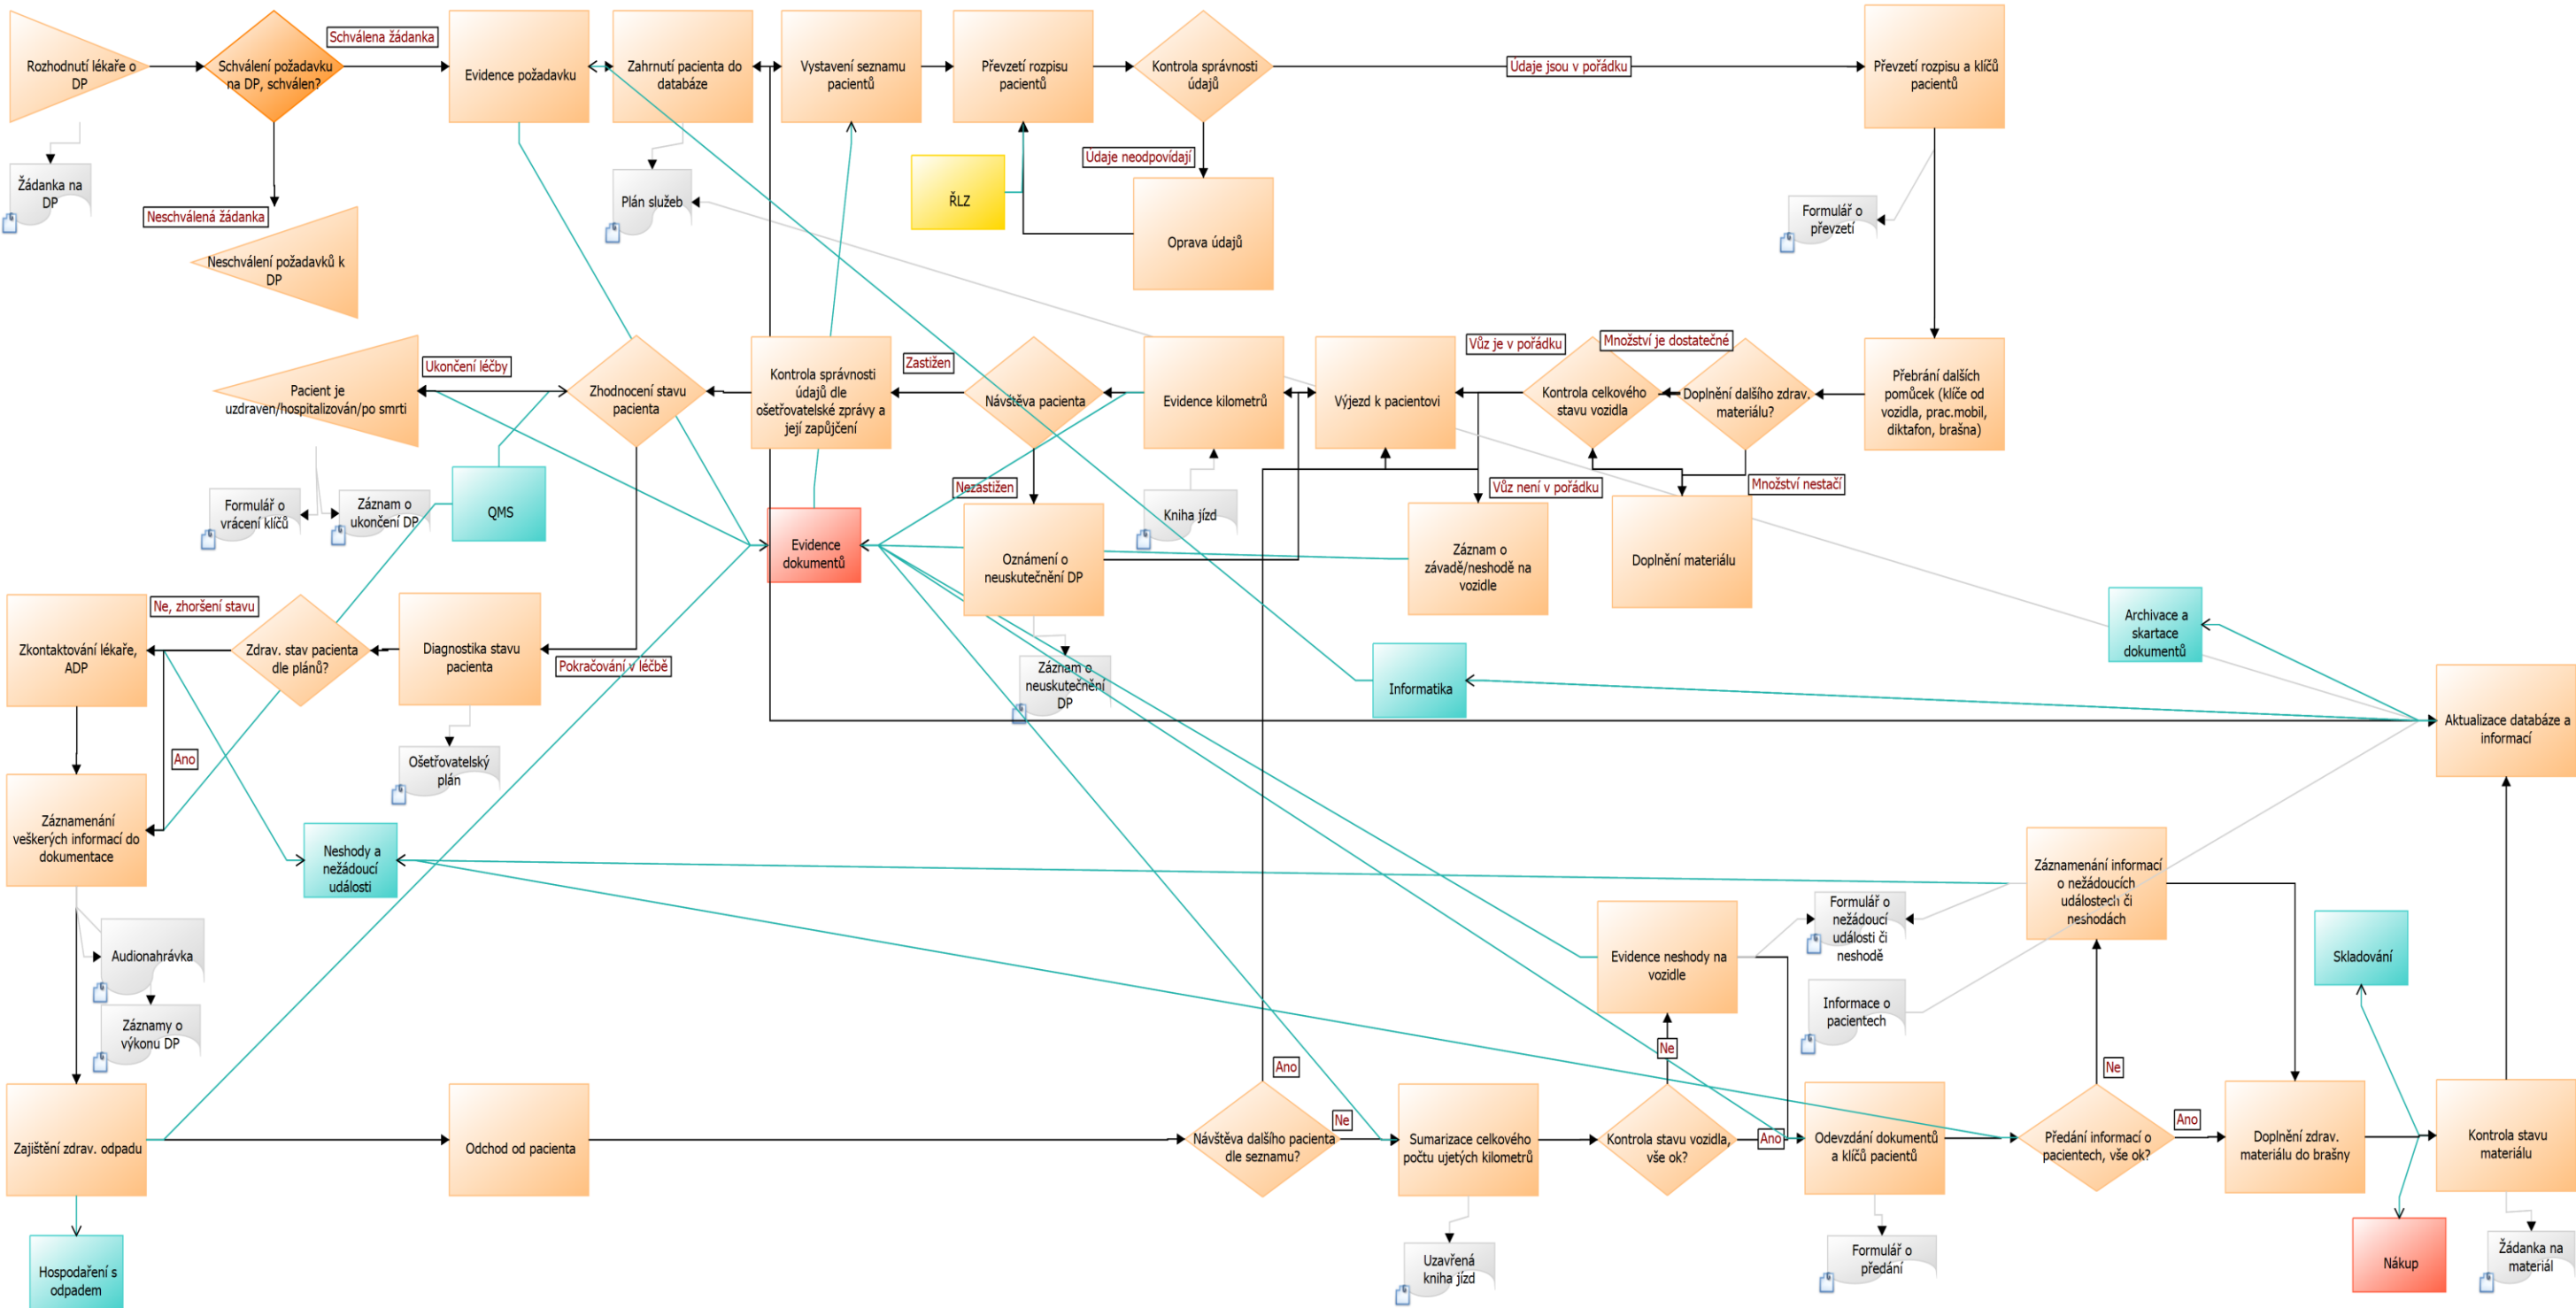 Rozhodnutí lékaře o
DP
Schválení požadavku
na DP, schválen?
Schválena žádanka
Evidence požadavku
Zahrnutí pacienta do
databáze
Vystavení seznamu
pacientů
Převzetí rozpisu
pacientů
Kontrola správnosti
údajů
Údaje jsou v pořádku
Převzetí rozpisu a klíčů
pacientů
Žádanka na
DP
Neschválená žádanka
Neschválení požadavků k
DP
Plán služeb
ŘLZ
Údaje neodpovídají
Oprava údajů
Formulář o
převzetí
Pacient je
uzdraven/hospitalizován/po smrti
Ukončení léčby
Zhodnocení stavu
pacienta
Kontrola správnosti
údajů dle
ošetřovatelské zprávy a
její zapůjčení
Zastižen
Návštěva pacienta
Evidence kilometrů
Výjezd k pacientovi
Vůz je v pořádku
Kontrola celkového
stavu vozidla
Množství je dostatečné
Doplnění dalšího zdrav.
materiálu?
Přebrání dalších
pomůcek (klíče od
vozidla, prac.mobil,
diktafon, brašna)
Formulář o
vrácení klíčů
Záznam o
ukončení DP
QMS
Evidence
dokumentů
Nezastižen
Oznámení o
neuskutečnění DP
Kniha jízd
Vůz není v pořádku
Záznam o
závadě/neshodě na
vozidle
Množství nestačí
Doplnění materiálu
Zkontaktování lékaře,
ADP
Ne, zhoršení stavu
Zdrav. stav pacienta
dle plánů?
Diagnostika stavu
pacienta
Pokračování v léčbě
Záznam o
neuskutečnění
DP
Informatika
Archivace a
skartace
dokumentů
Aktualizace databáze a
informací
Ano
Ošetřovatelský
plán
Záznamenání
veškerých informací do
dokumentace
Neshody a
nežádoucí
události
Audionahrávka
Záznamy o
výkonu DP
Evidence neshody na
vozidle
Formulář o
nežádoucí
události či
neshodě
Informace o
pacientech
Záznamenání informací
o nežádoucích
událostech či
neshodách
Skladování
Zajištění zdrav. odpadu
Odchod od pacienta
Ano
Návštěva dalšího pacienta
dle seznamu?
Ne
Sumarizace celkového
počtu ujetých kilometrů
Ne
Kontrola stavu vozidla,
vše ok?
Ano
Odevzdání dokumentů
a klíčů pacientů
Ne
Předání informací o
pacientech, vše ok?
Ano
Doplnění zdrav.
materiálu do brašny
Kontrola stavu
materiálu
Hospodaření s
odpadem
Uzavřená
kniha jízd
Formulář o
předání
Nákup
Žádanka na
materiál